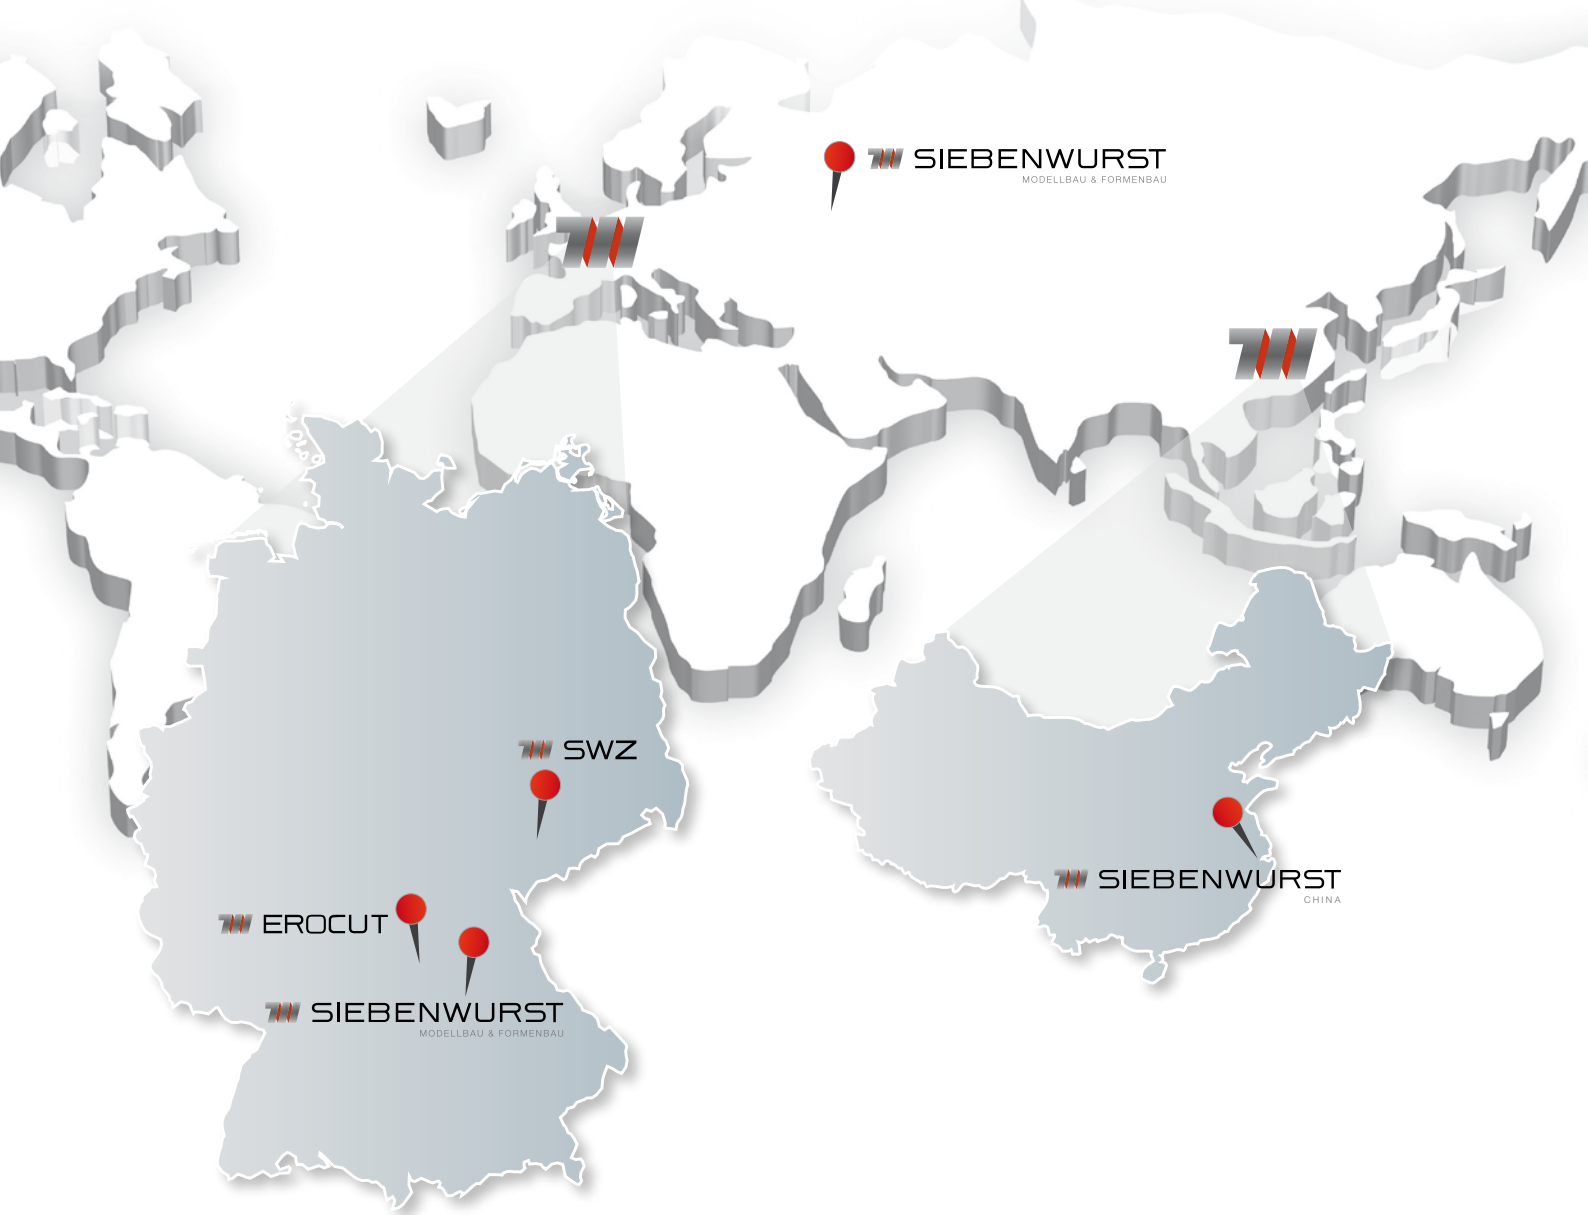 SIEBENWURST
MODELLBAU & FORMENBAU
SWZ
EROCUT
SIEBENWURST
MODELLBAU & FORMENBAU
SIEBENWURST
CHINA